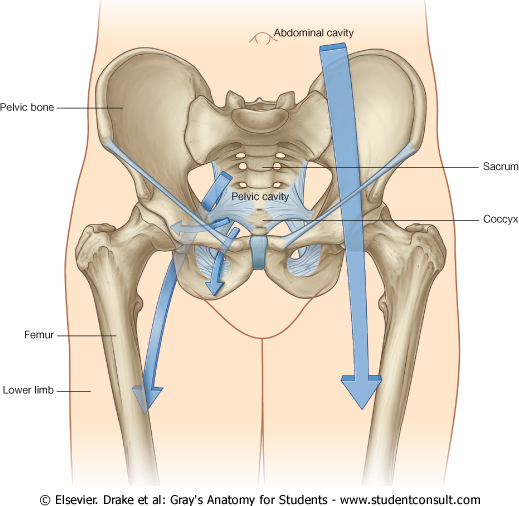 Abdominal cavity
Pelvic bone
Sacrum
Pelvic cavity
Coccyx
Femur
Lower limb
© Elsevier. Drake et al: Gray's Anatomy for Students - www.studentconsult.com